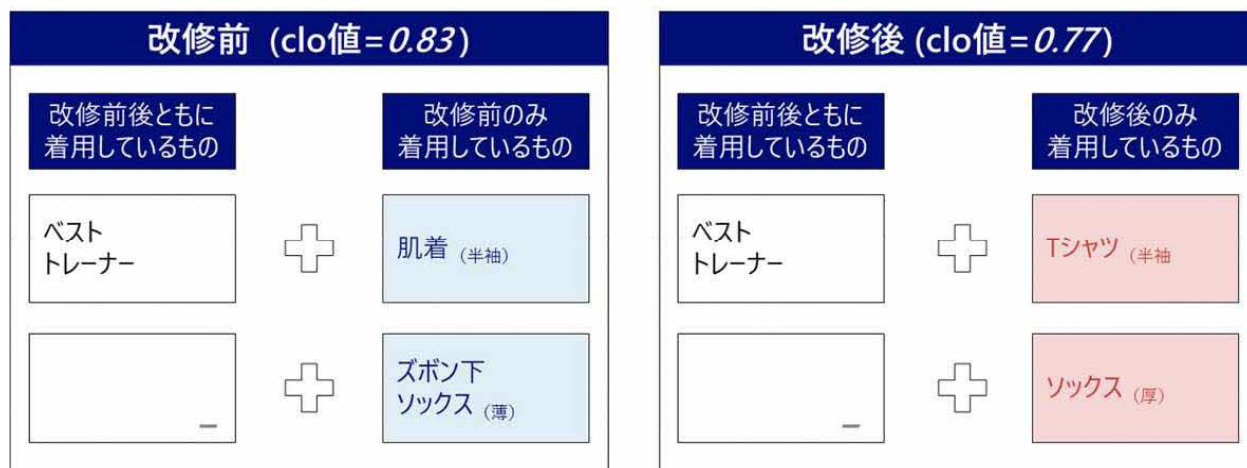 改修前 (clo値=0.83)
改修前後ともに
着用しているもの
改修前のみ
着用しているもの
ベスト
トレーナー
肌着 (半袖)
–
ズボン下
ソックス (薄)
改修後 (clo値=0.77)
改修前後ともに
着用しているもの
改修後のみ
着用しているもの
ベスト
トレーナー
Tシャツ (半袖
–
ソックス (厚)